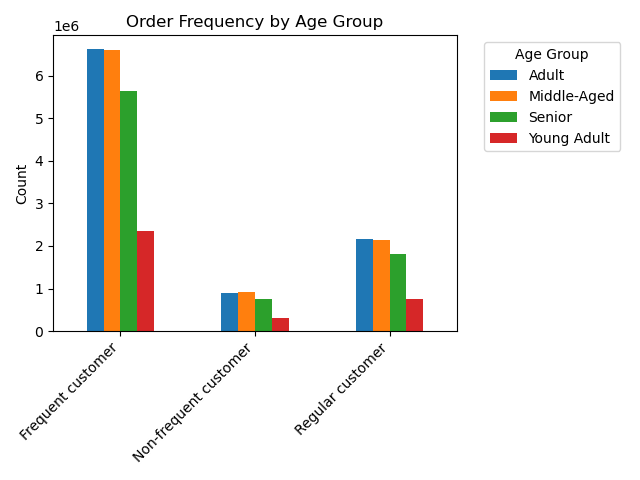 Order Frequency by Age Group
1e6
6
5
4
3
2
1
0
Count
Frequent customer
Non-frequent customer
Regular customer
Age Group
Adult
Middle-Aged
Senior
Young Adult